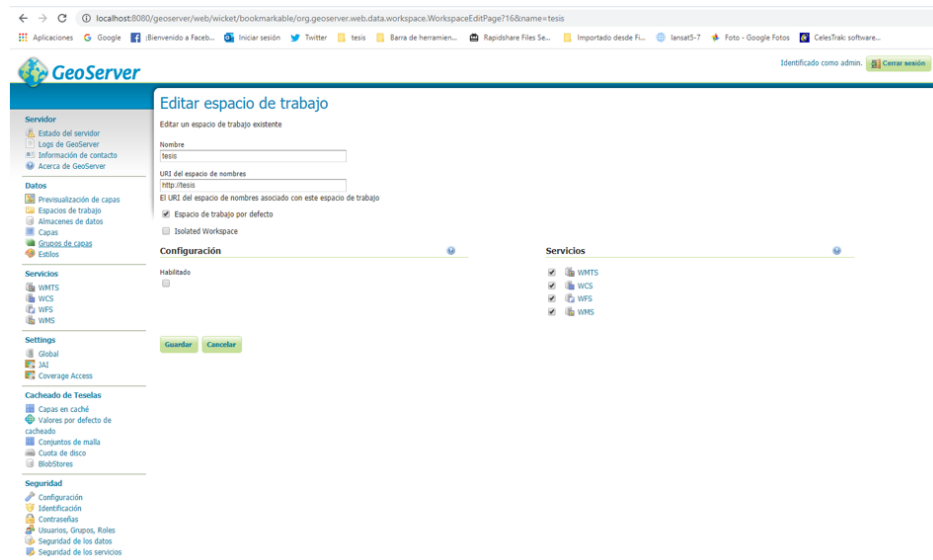 localhost:8080/geoserver/web/wicket/bookmarkable/org.geoserver.web.data.workspace.WorkspaceEditPage?16&name=tesis
Aplicaciones Google ¡Bienvenido a Faceb... Iniciar sesión Twitter tesis Barra de herramien... Rapidshare Files Se... Importado desde Fi... lansat5-7 Foto - Google Fotos CelesTrak: software...
GeoServer
Identificado como admin. Cerrar sesión
Servidor
Estado del servidor
Logs de GeoServer
Información de contacto
Acerca de GeoServer
Datos
Previsualización de capas
Espacios de trabajo
Almacenes de datos
Capas
Grupos de capas
Estilos
Servicios
WMTS
WCS
WFS
WMS
Settings
Global
JAI
Coverage Access
Cacheado de Teselas
Capas en caché
Valores por defecto de
cacheado
Conjuntos de malla
Cuota de disco
BlobStores
Seguridad
Configuración
Identificación
Contraseñas
Usuarios, Grupos, Roles
Seguridad de los datos
Seguridad de los servicios
Editar espacio de trabajo
Editar un espacio de trabajo existente
Nombre
tesis
URI del espacio de nombres
http://tesis
El URI del espacio de nombres asociado con este espacio de trabajo
Espacio de trabajo por defecto
Isolated Workspace
Configuración
Habilitado
Servicios
WMTS
WCS
WFS
WMS
Guardar Cancelar